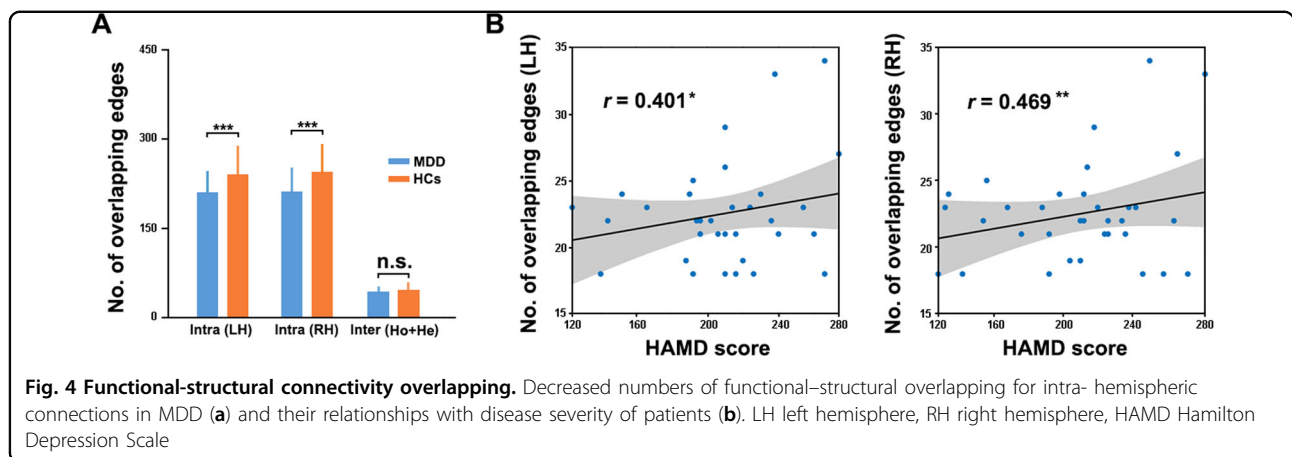 A
450
300
150
0
No. of overlapping edges
***
***
n.s.
MDD
HCs
Intra (LH)
Intra (RH)
Inter (Ho+He)
B
35
30
25
20
15
No. of overlapping edges (LH)
r = 0.401*
120
160
200
240
280
HAMD score
35
30
25
20
15
No. of overlapping edges (RH)
r = 0.469**
120
160
200
240
280
HAMD score
Fig. 4 Functional-structural connectivity overlapping. Decreased numbers of functional–structural overlapping for intra- hemispheric
connections in MDD (a) and their relationships with disease severity of patients (b). LH left hemisphere, RH right hemisphere, HAMD Hamilton
Depression Scale